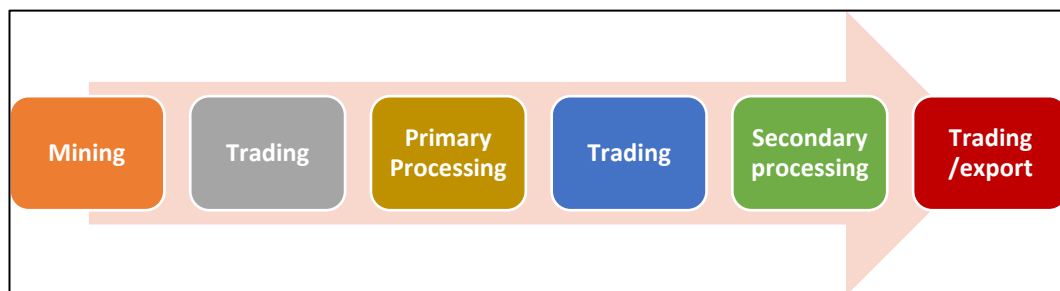 Mining
Trading
Primary
Processing
Trading
Secondary
processing
Trading
/export